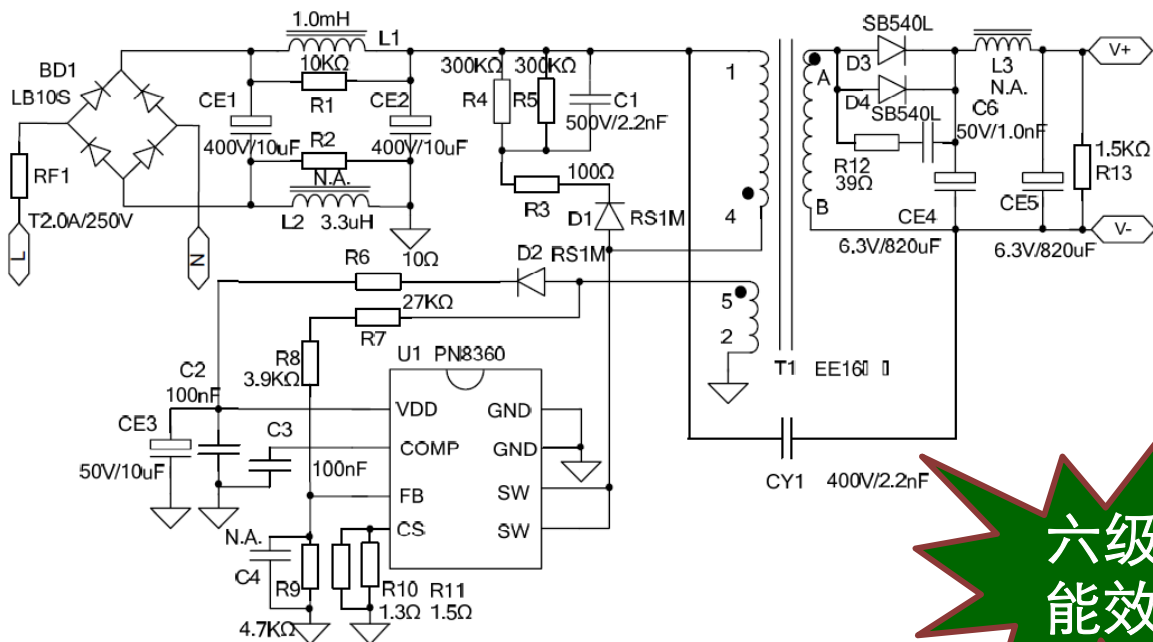 1.0mH
L1
10KΩ
R1
BD1
LB10S
CE1
CE2
400V/10uF
400V/10uF
R2
N.A.
L2
3.3uH
RF1
T2.0A/250V
L
N
300KΩ
300KΩ
R4
R5
C1
500V/2.2nF
100Ω
R3
D1
RS1M
1
4
5
2
A
B
T1
EE16
SB540L
D3
D4
SB540L
L3
N.A.
C6
50V/1.0nF
R12
39Ω
CE4
6.3V/820uF
CE5
6.3V/820uF
1.5KΩ
R13
V+
V-
R6
10Ω
D2
RS1M
27KΩ
R7
R8
3.9KΩ
C2
100nF
CE3
50V/10uF
C3
100nF
U1 PN8360
VDD
COMP
FB
CS
GND
GND
SW
SW
N.A.
C4
R9
4.7KΩ
R10
1.3Ω
R11
1.5Ω
CY1
400V/2.2nF
六级
能效